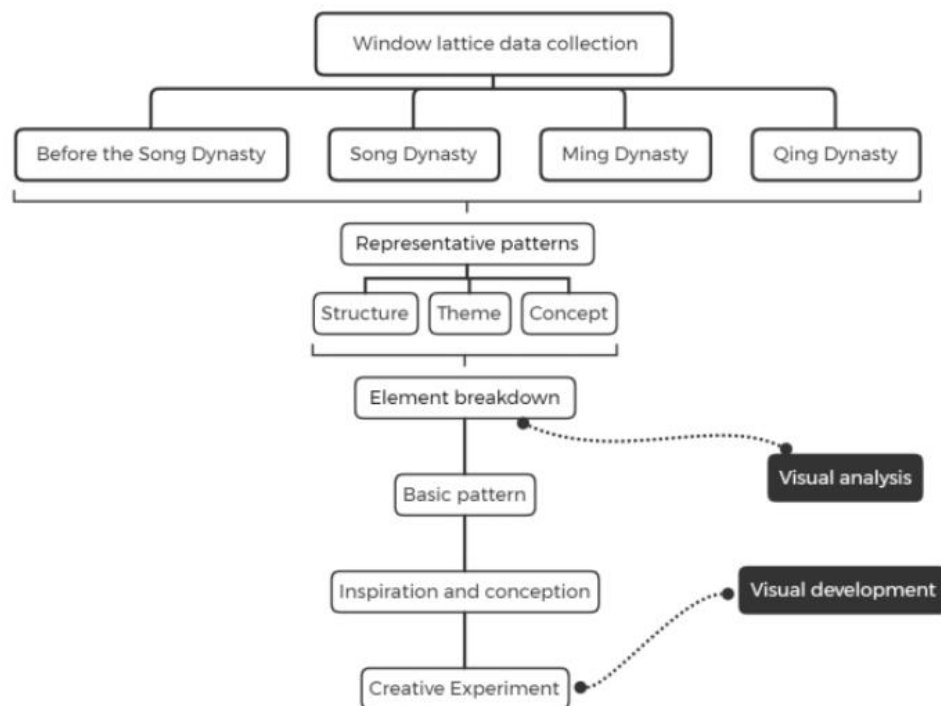 Window lattice data collection
Before the Song Dynasty
Song Dynasty
Ming Dynasty
Qing Dynasty
Representative patterns
Structure
Theme
Concept
Element breakdown
Visual analysis
Basic pattern
Inspiration and conception
Visual development
Creative Experiment